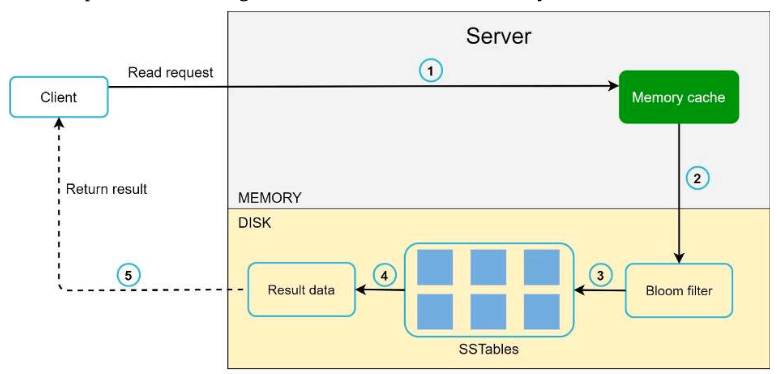 Server
Read request
1
Client
Memory cache
2
Return result
MEMORY
DISK
5
Result data
4
3
Bloom filter
SSTables